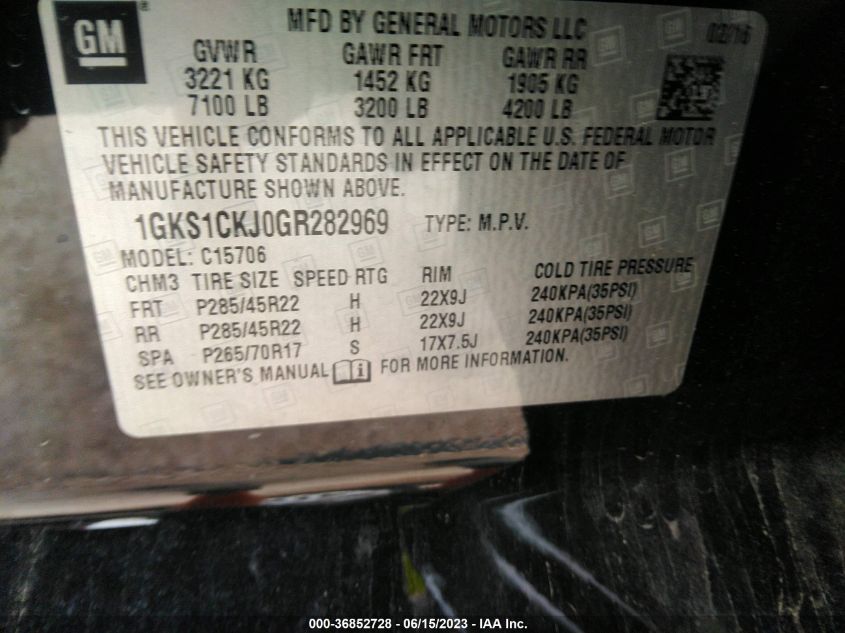 GM ®
MFD BY GENERAL MOTORS LLC 02/16
GVWR GAWR FRT GAWR RR
3221 KG 1452 KG 1905 KG
7100 LB 3200 LB 4200 LB
THIS VEHICLE CONFORMS TO ALL APPLICABLE U.S. FEDERAL MOTOR
VEHICLE SAFETY STANDARDS IN EFFECT ON THE DATE OF
MANUFACTURE SHOWN ABOVE.
1GKS1CKJ0GR282969 TYPE: M.P.V.
MODEL: C15706
CHM3 TIRE SIZE SPEED RTG RIM COLD TIRE PRESSURE
FRT P285/45R22 H 22X9J 240KPA(35PSI)
RR P285/45R22 H 22X9J 240KPA(35PSI)
SPA P265/70R17 S 17X7.5J 240KPA(35PSI)
SEE OWNER'S MANUAL FOR MORE INFORMATION.
000-36852728 - 06/15/2023 - IAA Inc.